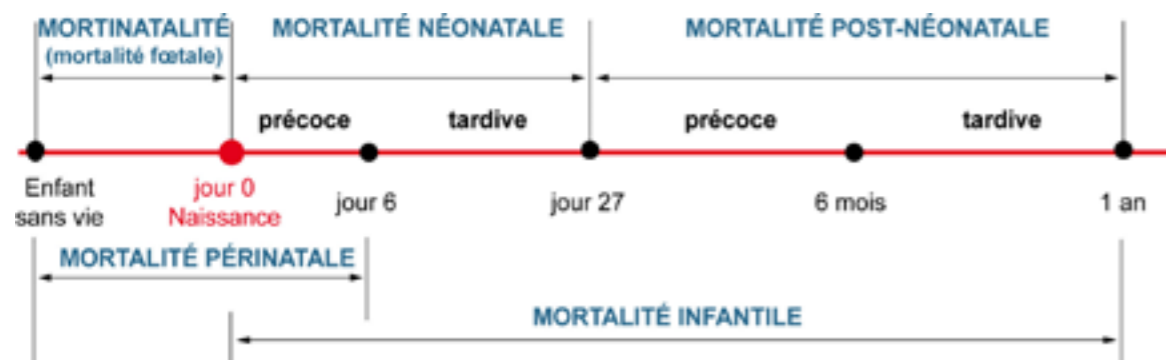 MORTINATALITÉ
(mortalité fœtale)
MORTALITÉ NÉONATALE
MORTALITÉ POST-NÉONATALE
précoce
tardive
précoce
tardive
Enfant
sans vie
jour 0
Naissance
jour 6
jour 27
6 mois
1 an
MORTALITÉ PÉRINATALE
MORTALITÉ INFANTILE